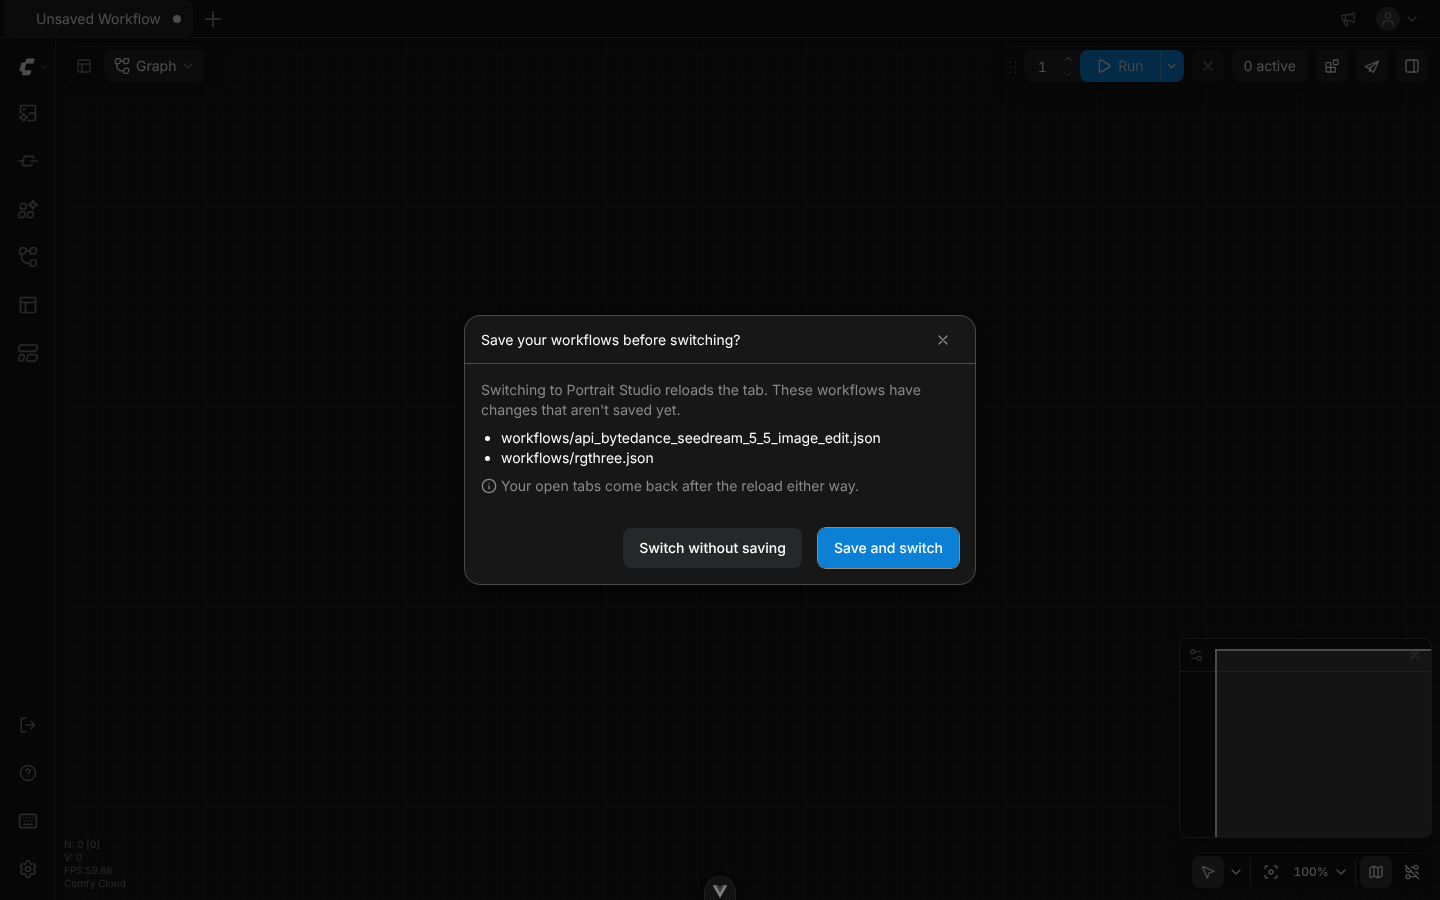 Unsaved Workflow
Graph
1
Run
0 active
Save your workflows before switching?
Switching to Portrait Studio reloads the tab. These workflows have
changes that aren't saved yet.
• workflows/api_bytedance_seedream_5_5_image_edit.json
• workflows/rgthree.json
Your open tabs come back after the reload either way.
Switch without saving
Save and switch
N: 0 [0]
V: 0
FPS:59.88
Comfy Cloud
100%